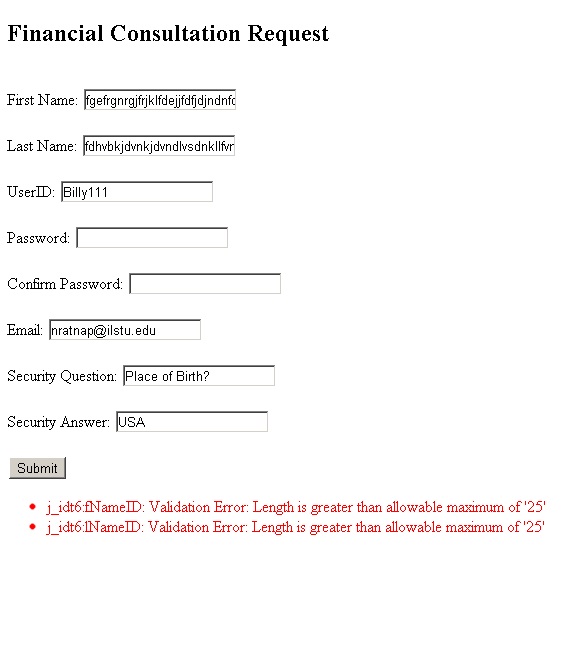 Financial Consultation Request
First Name: fgefrgnrgjfrjklfdejjfdfjdjndnfc
Last Name: fdhvbkjdvnkjdvndlvsdnkllfvr
UserID: Billy111
Password:
Confirm Password:
Email: nratnap@ilstu.edu
Security Question: Place of Birth?
Security Answer: USA
Submit
j_idt6:fNameID: Validation Error: Length is greater than allowable maximum of '25'
j_idt6:lNameID: Validation Error: Length is greater than allowable maximum of '25'